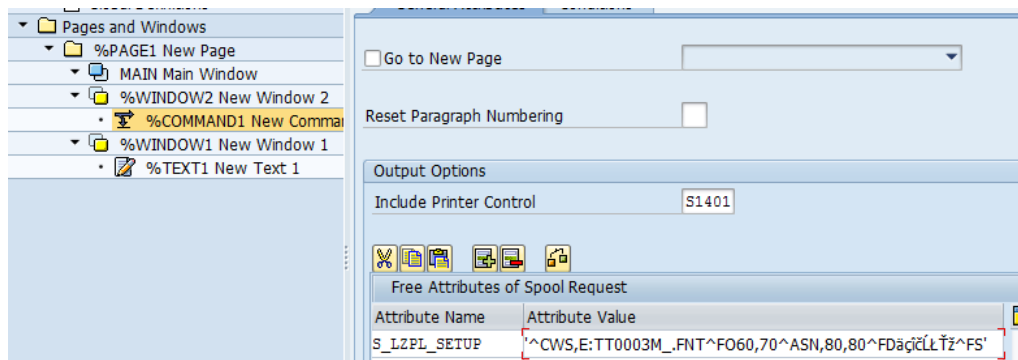 Pages and Windows
%PAGE1 New Page
MAIN Main Window
%WINDOW2 New Window 2
%COMMAND1 New Comma
%WINDOW1 New Window 1
%TEXT1 New Text 1
Go to New Page
Reset Paragraph Numbering
Output Options
Include Printer Control S1401
Free Attributes of Spool Request
Attribute Name Attribute Value
S_LZPL_SETUP '^CWS,E:TT0003M_.FNT^FO60,70^ASN,80,80^FDäçîčĹŁŤž^FS'